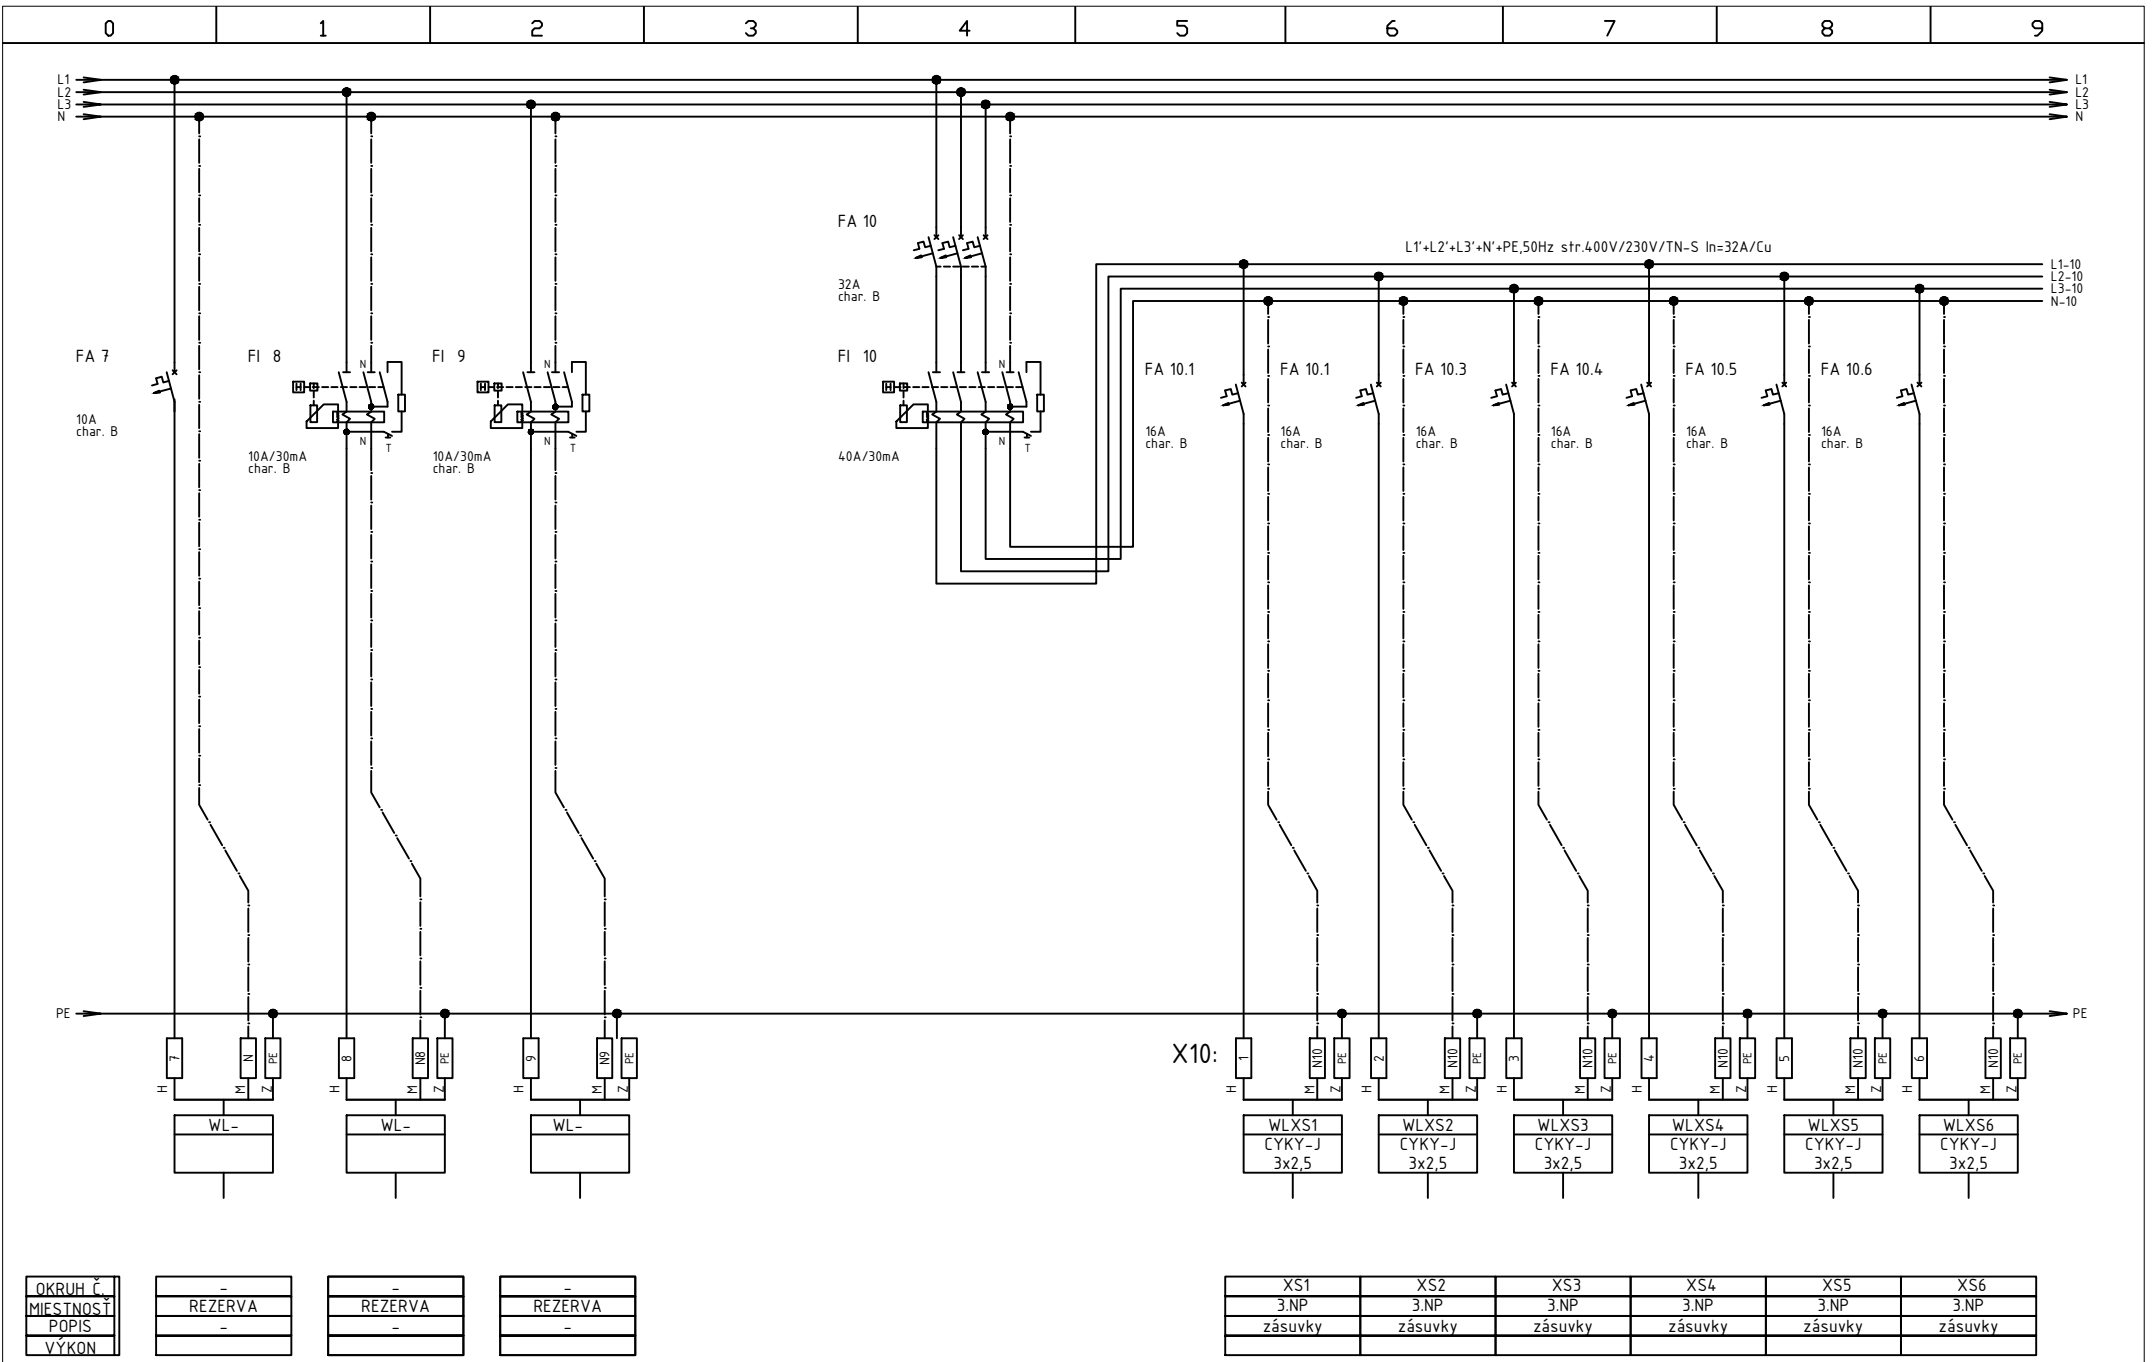 0 1 2 3 4 5 6 7 8 9
L1 L1
L2 L2
L3 L3
N N
FA 10
32A
char. B
L1'+L2'+L3'+N'+PE,50Hz str.400V/230V/TN-S In=32A/Cu
L1-10
L2-10
L3-10
N-10
FA 7
10A
char. B
FI 8
N
N
T
10A/30mA
char. B
FI 9
N
N
T
10A/30mA
char. B
FI 10
N
N
T
40A/30mA
FA 10.1
16A
char. B
FA 10.1
16A
char. B
FA 10.3
16A
char. B
FA 10.4
16A
char. B
FA 10.5
16A
char. B
FA 10.6
16A
char. B
PE PE
7 N PE 8 N8 PE 9 N9 PE
X10: 1 N10 PE 2 N10 PE 3 N10 PE 4 N10 PE 5 N10 PE 6 N10 PE
H M Z H M Z H M Z H M Z H M Z H M Z H M Z H M Z H M Z
WL- WL- WL- WLXS1 WLXS2 WLXS3 WLXS4 WLXS5 WLXS6
CYKY-J CYKY-J CYKY-J CYKY-J CYKY-J CYKY-J
3x2,5 3x2,5 3x2,5 3x2,5 3x2,5 3x2,5
OKRUH Č. - - - XS1 XS2 XS3 XS4 XS5 XS6
MIESTNOSŤ REZERVA REZERVA REZERVA 3.NP 3.NP 3.NP 3.NP 3.NP 3.NP
POPIS - - - zásuvky zásuvky zásuvky zásuvky zásuvky zásuvky
VÝKON